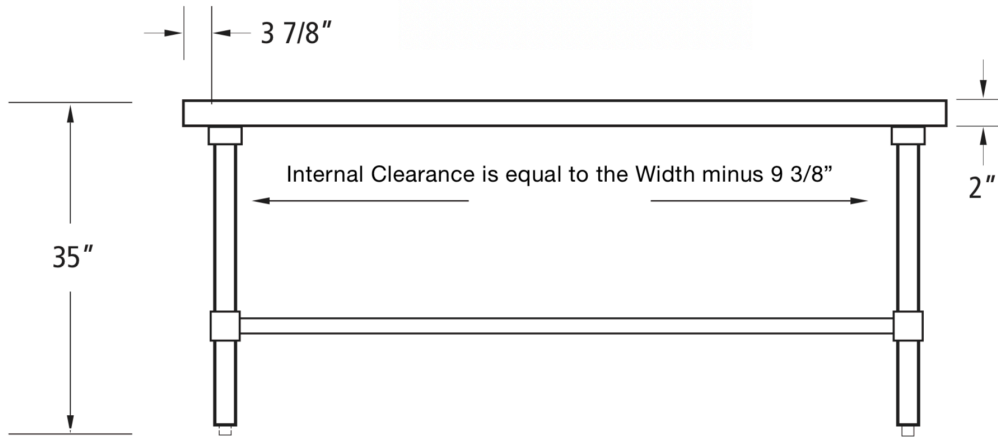 3 7/8”
Internal Clearance is equal to the Width minus 9 3/8”
2”
35”